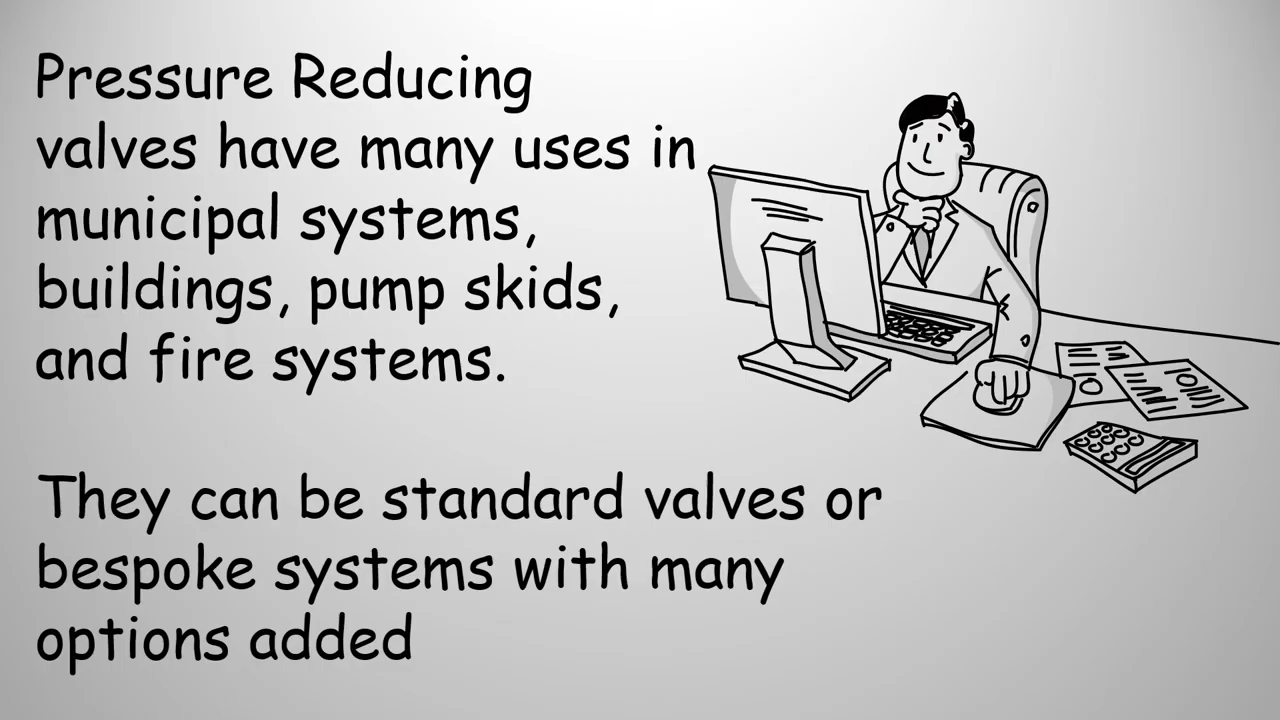 Pressure Reducing
valves have many uses in
municipal systems,
buildings, pump skids,
and fire systems.
They can be standard valves or
bespoke systems with many
options added